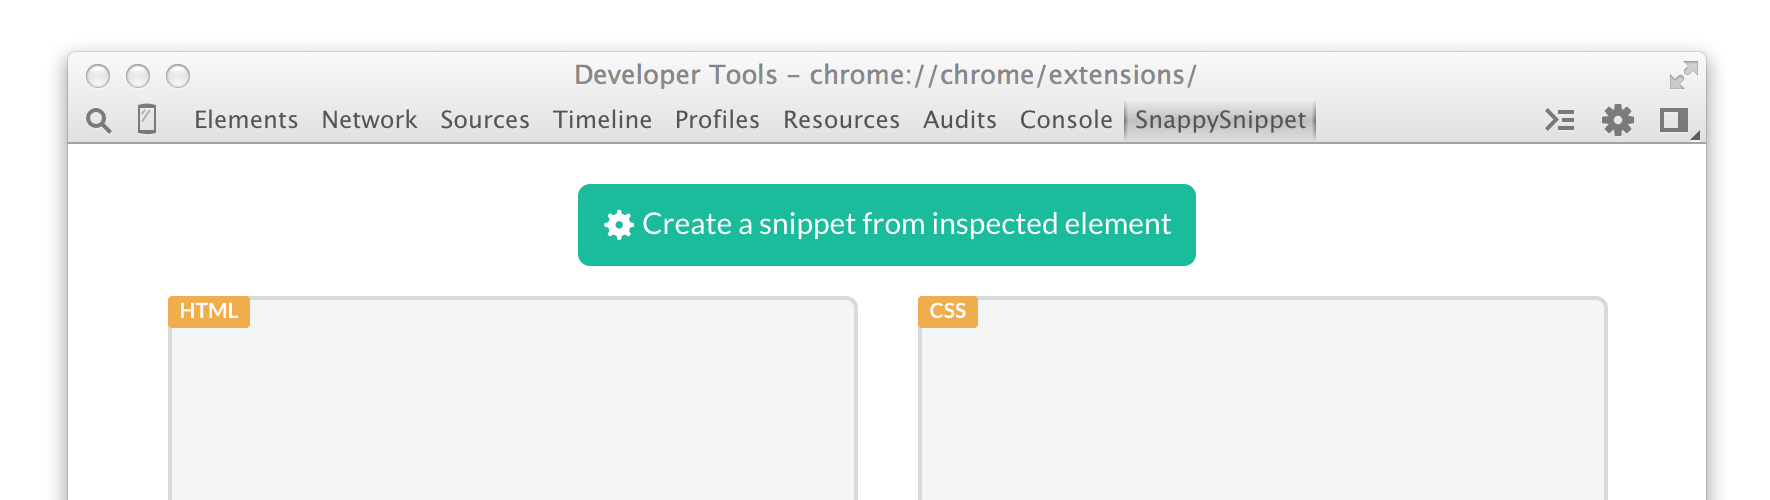 Developer Tools - chrome://chrome/extensions/
Elements Network Sources Timeline Profiles Resources Audits Console SnappySnippet
Create a snippet from inspected element
HTML CSS